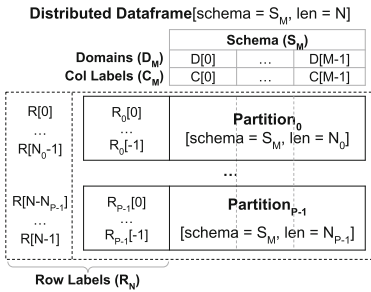 Distributed Dataframe[schema = S_M, len = N]
Schema (S_M)
Domains (D_M) D[0] ... D[M-1]
Col Labels (C_M) C[0] ... C[M-1]
R[0] R_0[0] Partition_0
... ...
R[N_0-1] R_0[-1] [schema = S_M, len = N_0]
...
R[N-N_P-1] R_P-1[0] Partition_P-1
... ...
R[N-1] R_P-1[-1] [schema = S_M, len = N_P-1]
Row Labels (R_N)